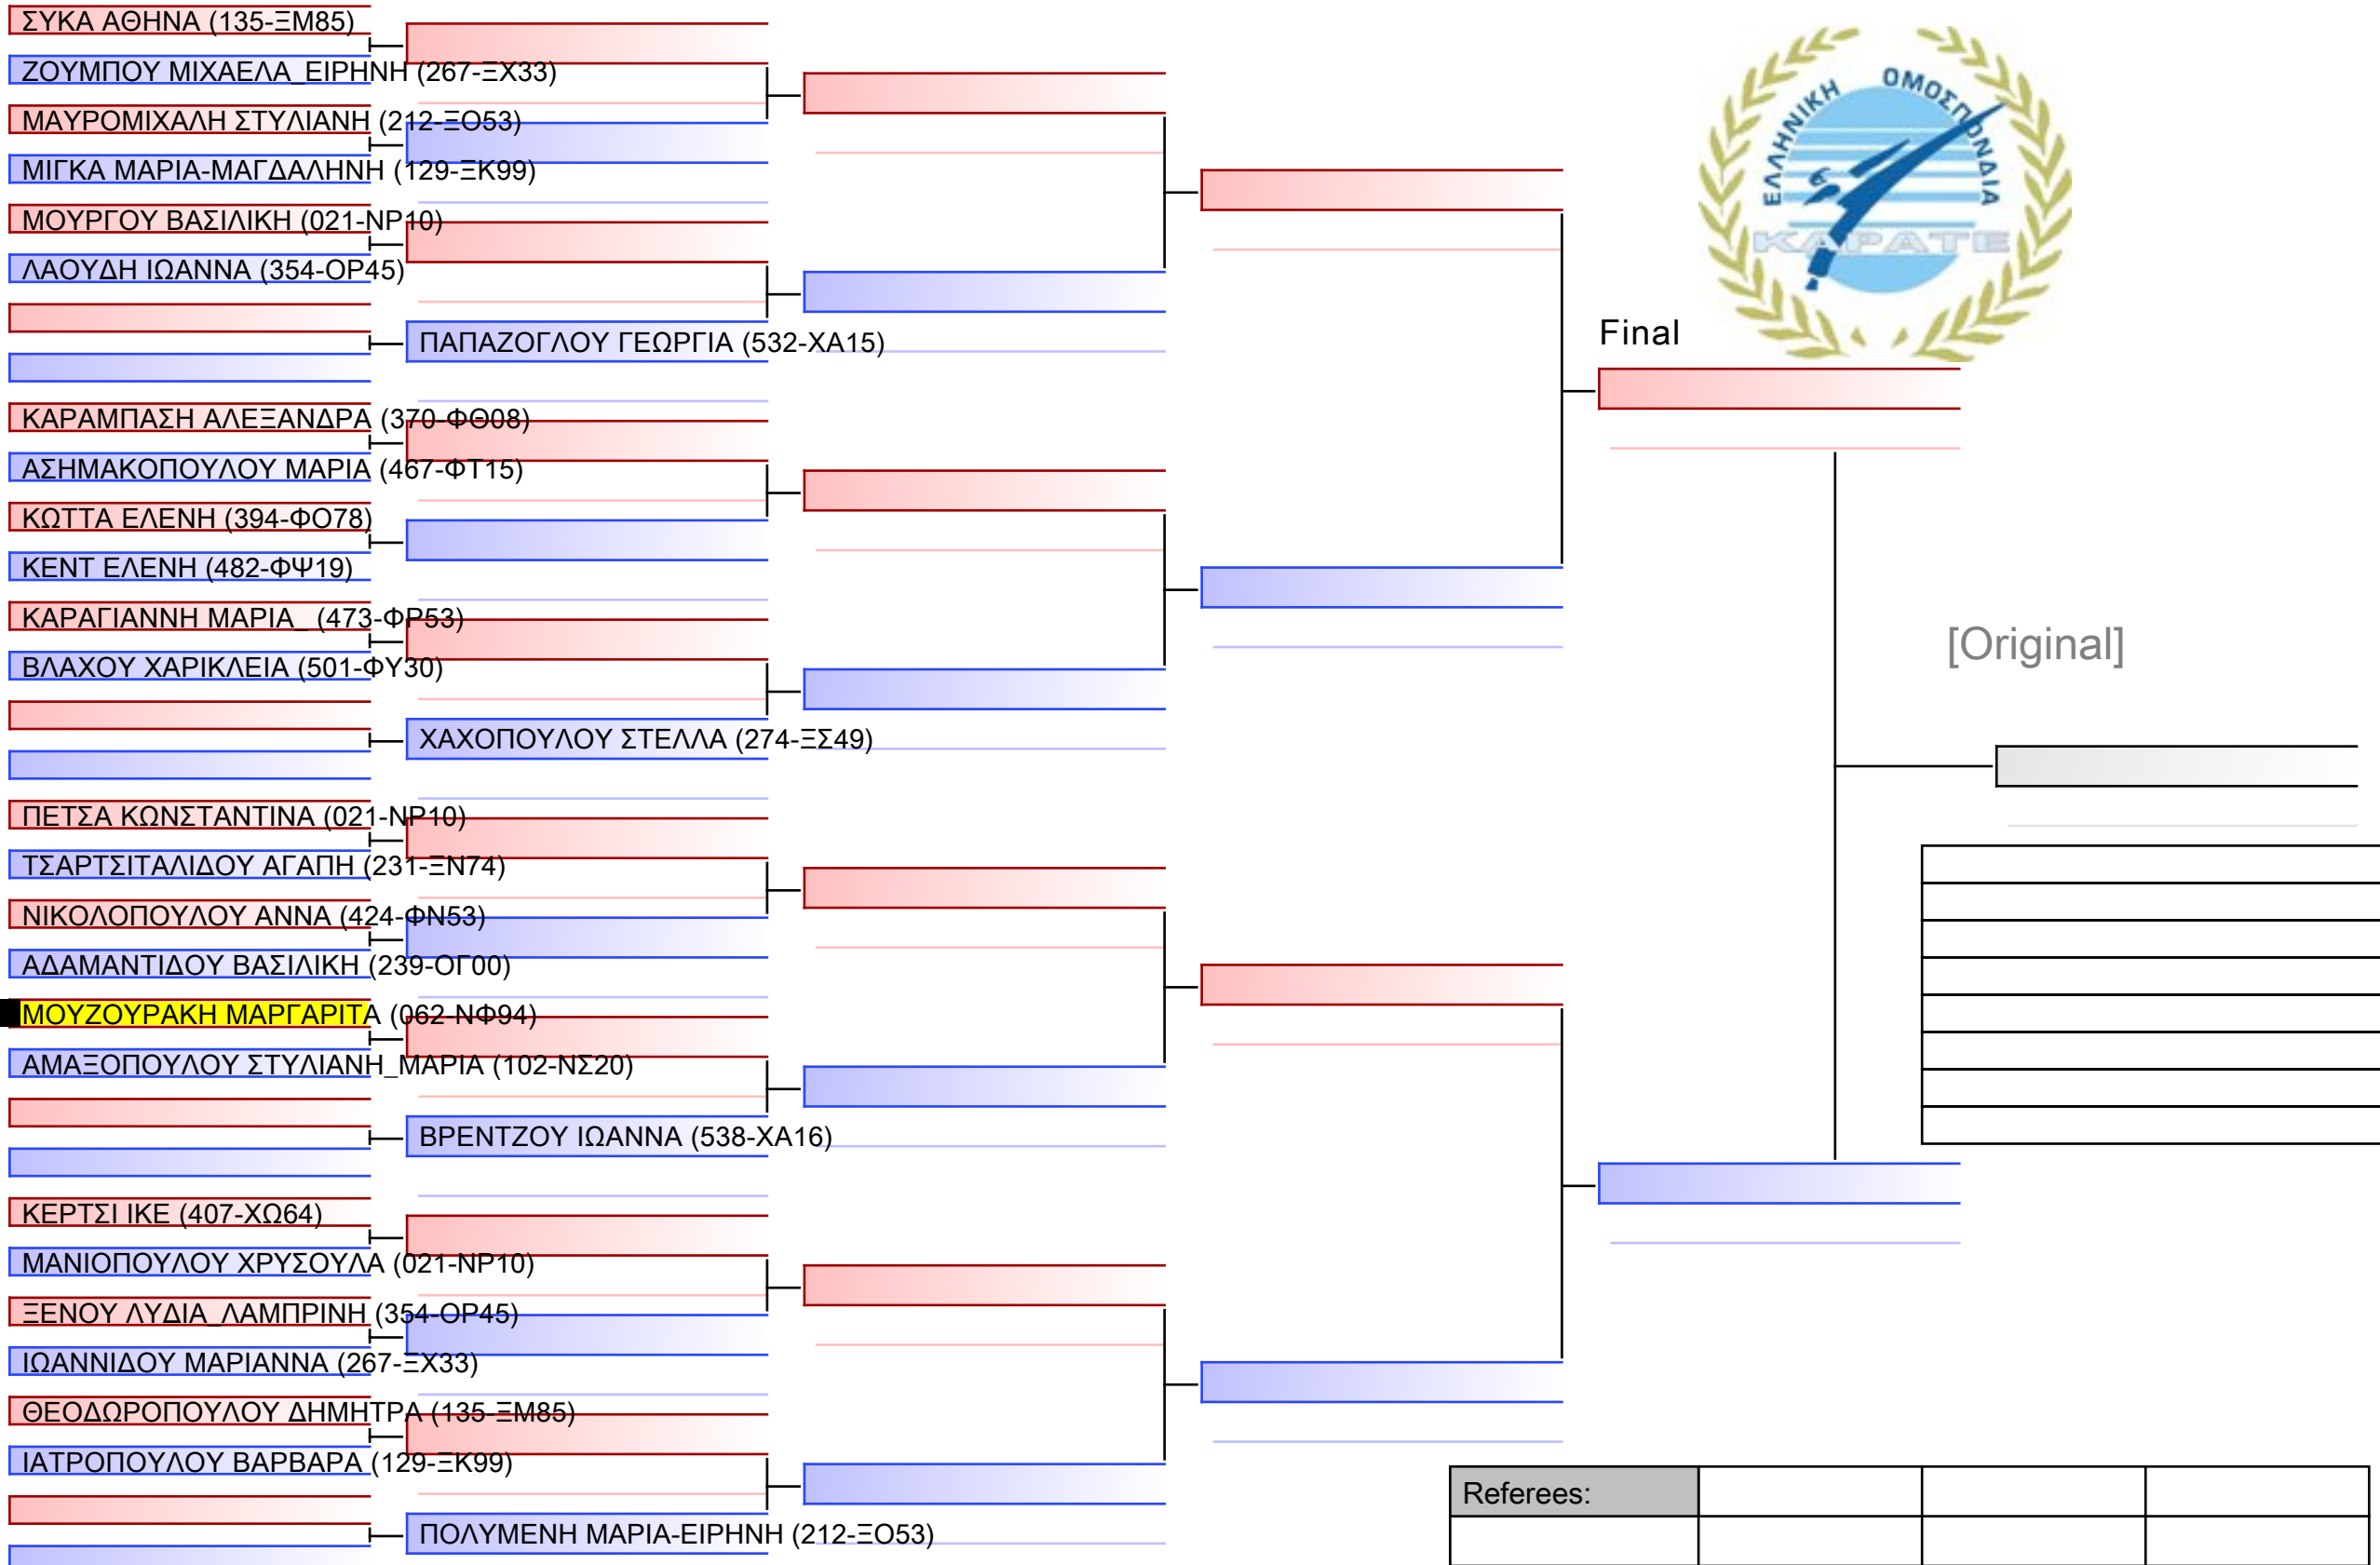 ΣΥΚΑ ΑΘΗΝΑ (135-ΞΜ85)
ΖΟΥΜΠΟΥ ΜΙΧΑΕΛΑ_ΕΙΡΗΝΗ (267-ΞΧ33)
ΜΑΥΡΟΜΙΧΑΛΗ ΣΤΥΛΙΑΝΗ (212-ΞΟ53)
ΜΙΓΚΑ ΜΑΡΙΑ-ΜΑΓΔΑΛΗΝΗ (129-ΞΚ99)
ΜΟΥΡΓΟΥ ΒΑΣΙΛΙΚΗ (021-ΝΡ10)
ΛΑΟΥΔΗ ΙΩΑΝΝΑ (354-ΟΡ45)
ΠΑΠΑΖΟΓΛΟΥ ΓΕΩΡΓΙΑ (532-ΧΑ15)
ΚΑΡΑΜΠΑΣΗ ΑΛΕΞΑΝΔΡΑ (370-ΦΘ08)
ΑΣΗΜΑΚΟΠΟΥΛΟΥ ΜΑΡΙΑ (467-ΦΤ15)
ΚΩΤΤΑ ΕΛΕΝΗ (394-ΦΟ78)
ΚΕΝΤ ΕΛΕΝΗ (482-ΦΨ19)
ΚΑΡΑΓΙΑΝΝΗ ΜΑΡΙΑ_ (473-ΦΡ53)
ΒΛΑΧΟΥ ΧΑΡΙΚΛΕΙΑ (501-ΦΥ30)
ΧΑΧΟΠΟΥΛΟΥ ΣΤΕΛΛΑ (274-ΞΣ49)
ΠΕΤΣΑ ΚΩΝΣΤΑΝΤΙΝΑ (021-ΝΡ10)
ΤΣΑΡΤΣΙΤΑΛΙΔΟΥ ΑΓΑΠΗ (231-ΞΝ74)
ΝΙΚΟΛΟΠΟΥΛΟΥ ΑΝΝΑ (424-ΦΝ53)
ΑΔΑΜΑΝΤΙΔΟΥ ΒΑΣΙΛΙΚΗ (239-ΟΓ00)
ΜΟΥΖΟΥΡΑΚΗ ΜΑΡΓΑΡΙΤΑ (062-ΝΦ94)
ΑΜΑΞΟΠΟΥΛΟΥ ΣΤΥΛΙΑΝΗ_ΜΑΡΙΑ (102-ΝΣ20)
ΒΡΕΝΤΖΟΥ ΙΩΑΝΝΑ (538-ΧΑ16)
ΚΕΡΤΣΙ ΙΚΕ (407-ΧΩ64)
ΜΑΝΙΟΠΟΥΛΟΥ ΧΡΥΣΟΥΛΑ (021-ΝΡ10)
ΞΕΝΟΥ ΛΥΔΙΑ_ΛΑΜΠΡΙΝΗ (354-ΟΡ45)
ΙΩΑΝΝΙΔΟΥ ΜΑΡΙΑΝΝΑ (267-ΞΧ33)
ΘΕΟΔΩΡΟΠΟΥΛΟΥ ΔΗΜΗΤΡΑ (135-ΞΜ85)
ΙΑΤΡΟΠΟΥΛΟΥ ΒΑΡΒΑΡΑ (129-ΞΚ99)
ΠΟΛΥΜΕΝΗ ΜΑΡΙΑ-ΕΙΡΗΝΗ (212-ΞΟ53)
ΕΛΛΗΝΙΚΗ ΟΜΟΣΠΟΝΔΙΑ
ΚΑΡΑΤΕ
Final
[Original]
Referees: